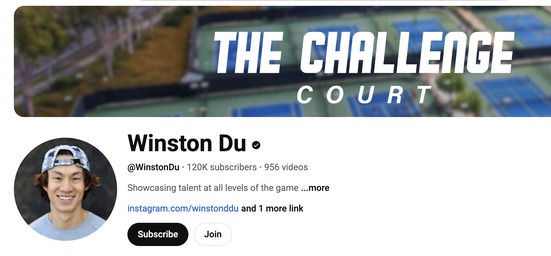 THE CHALLENGE
COURT
Winston Du
@WinstonDu · 120K subscribers · 956 videos
Showcasing talent at all levels of the game ...more
instagram.com/winstonddu and 1 more link
Subscribe Join